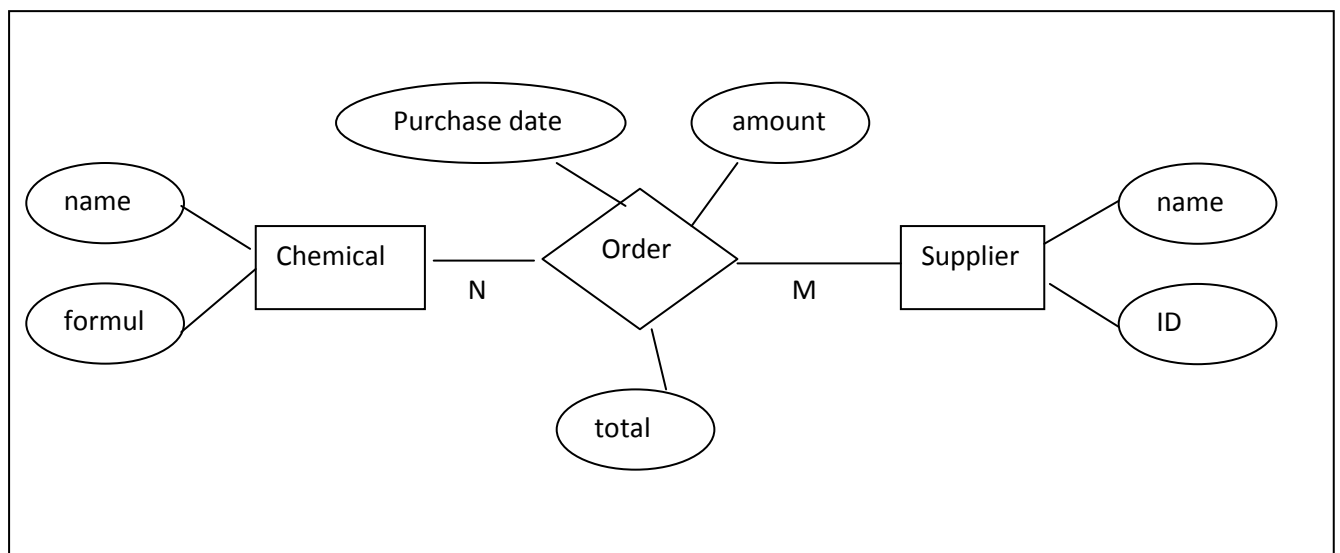 Purchase date
amount
name
name
Chemical
Order
Supplier
N
M
formul
ID
total